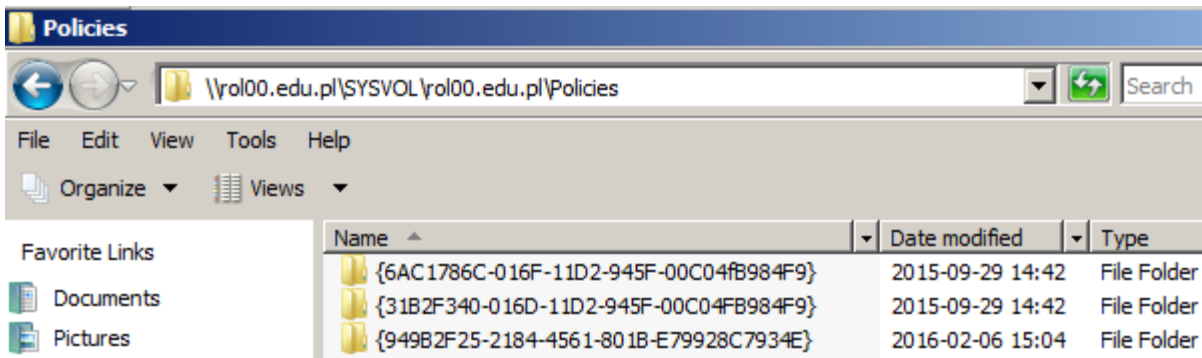 Policies
\\rol00.edu.pl\SYSVOL\rol00.edu.pl\Policies Search
File Edit View Tools Help
Organize Views
Favorite Links
Documents
Pictures
Name Date modified Type
{6AC1786C-016F-11D2-945F-00C04fB984F9} 2015-09-29 14:42 File Folder
{31B2F340-016D-11D2-945F-00C04FB984F9} 2015-09-29 14:42 File Folder
{949B2F25-2184-4561-801B-E79928C7934E} 2016-02-06 15:04 File Folder